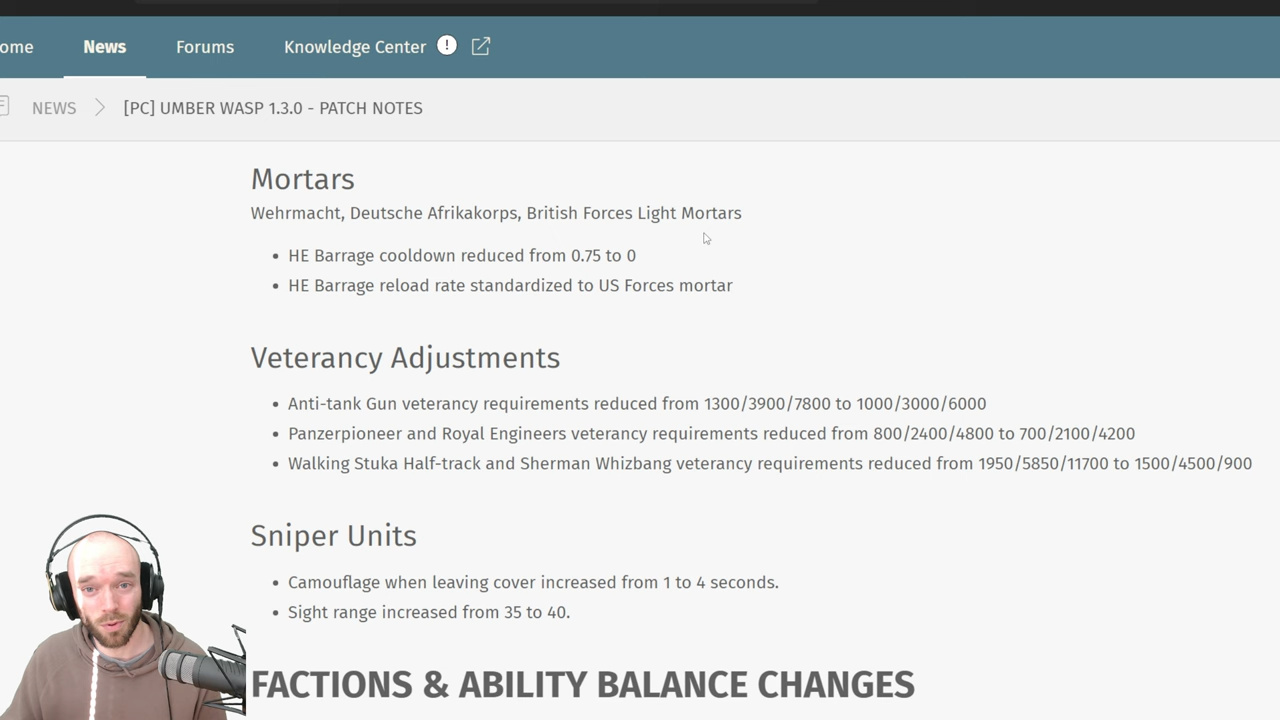 ome News Forums Knowledge Center !
NEWS [PC] UMBER WASP 1.3.0 - PATCH NOTES
Mortars
Wehrmacht, Deutsche Afrikakorps, British Forces Light Mortars
• HE Barrage cooldown reduced from 0.75 to 0
• HE Barrage reload rate standardized to US Forces mortar
Veterancy Adjustments
• Anti-tank Gun veterancy requirements reduced from 1300/3900/7800 to 1000/3000/6000
• Panzerpioneer and Royal Engineers veterancy requirements reduced from 800/2400/4800 to 700/2100/4200
• Walking Stuka Half-track and Sherman Whizbang veterancy requirements reduced from 1950/5850/11700 to 1500/4500/900
Sniper Units
• Camouflage when leaving cover increased from 1 to 4 seconds.
• Sight range increased from 35 to 40.
FACTIONS & ABILITY BALANCE CHANGES